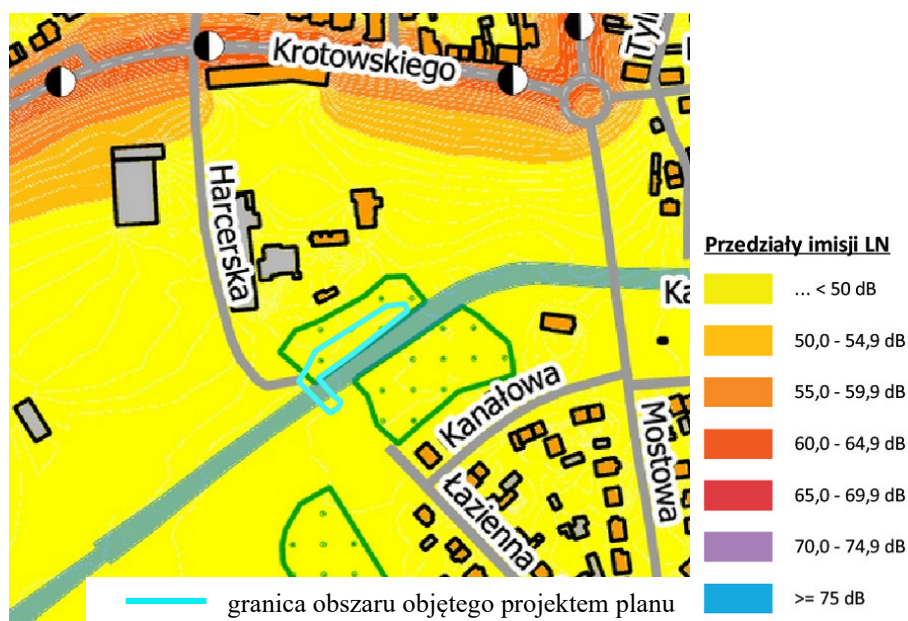 Krotowskiego
Tyl
Harcerska
Ka
Kanałowa
Łazienna
Mostowa
Przedziały imisji LN
... < 50 dB
50,0 - 54,9 dB
55,0 - 59,9 dB
60,0 - 64,9 dB
65,0 - 69,9 dB
70,0 - 74,9 dB
>= 75 dB
granica obszaru objętego projektem planu